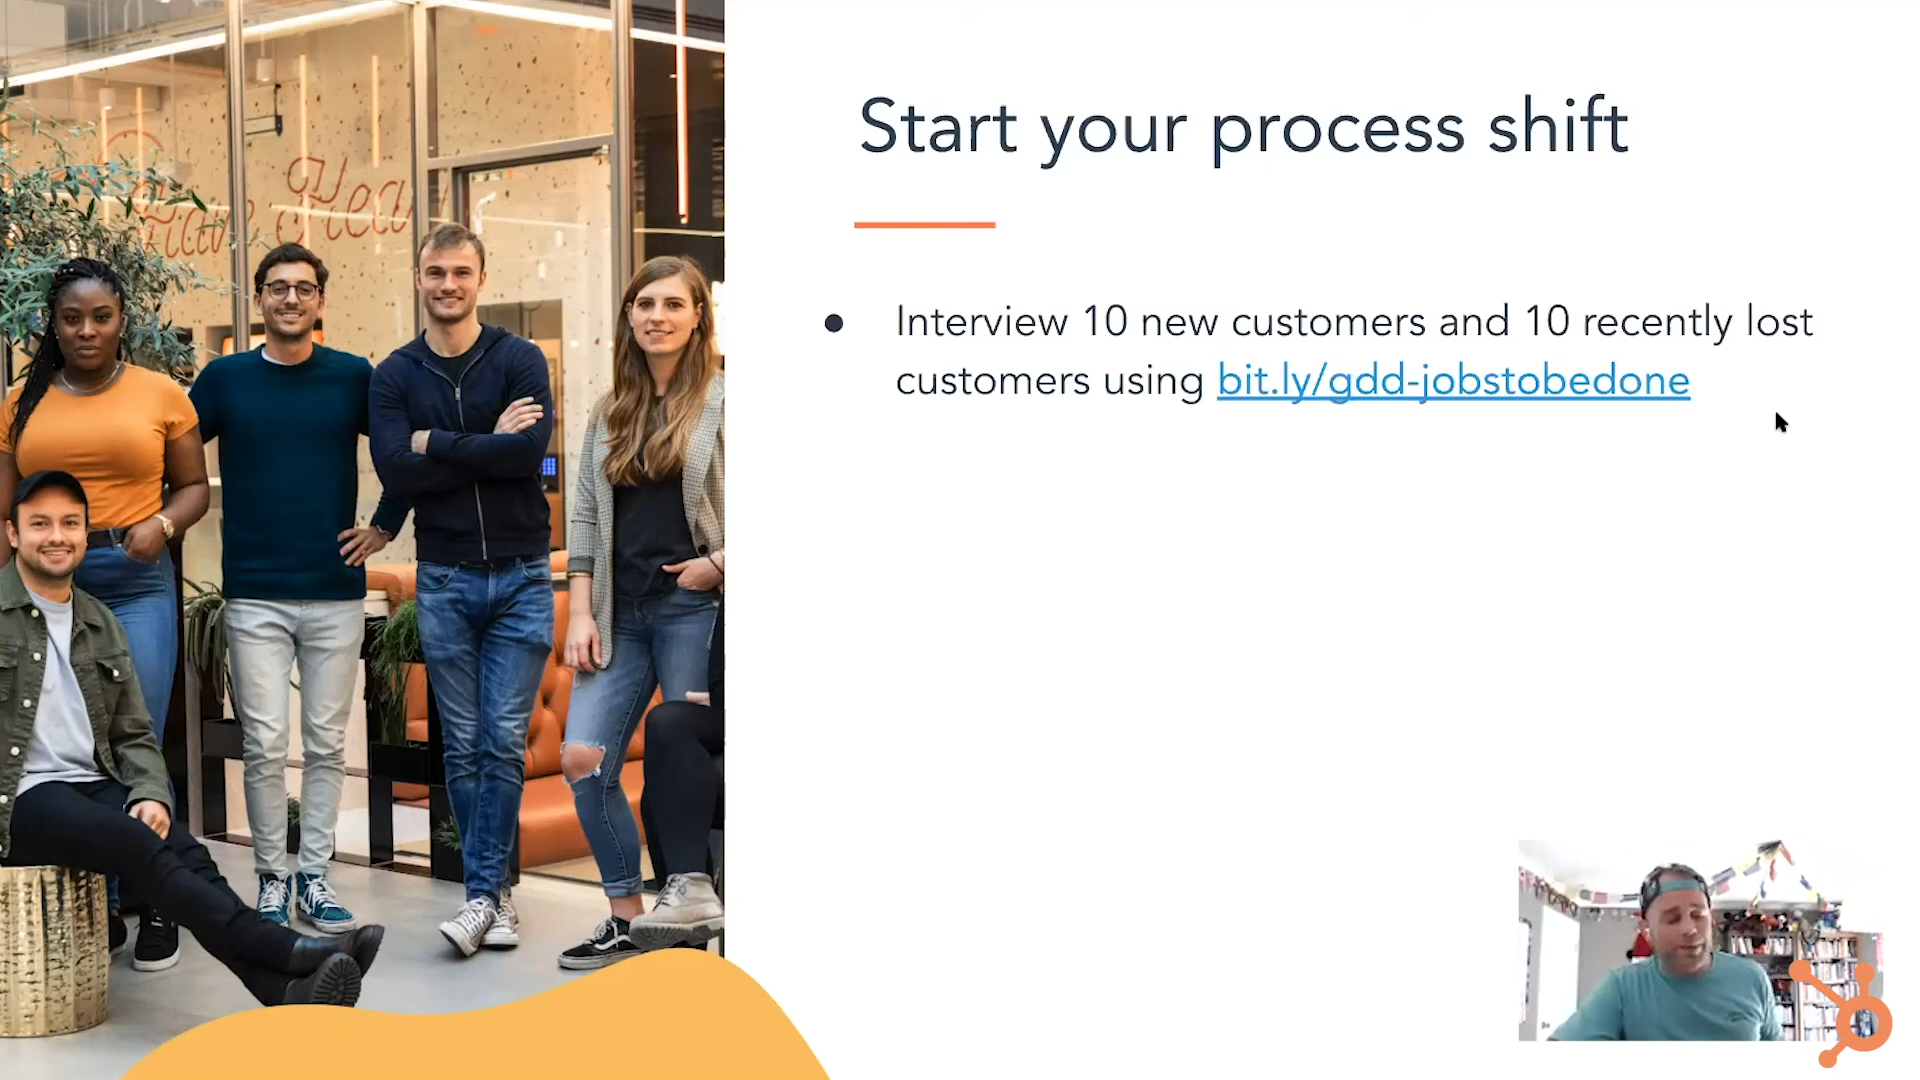 Start your process shift
● Interview 10 new customers and 10 recently lost
customers using bit.ly/gdd-jobstobedone